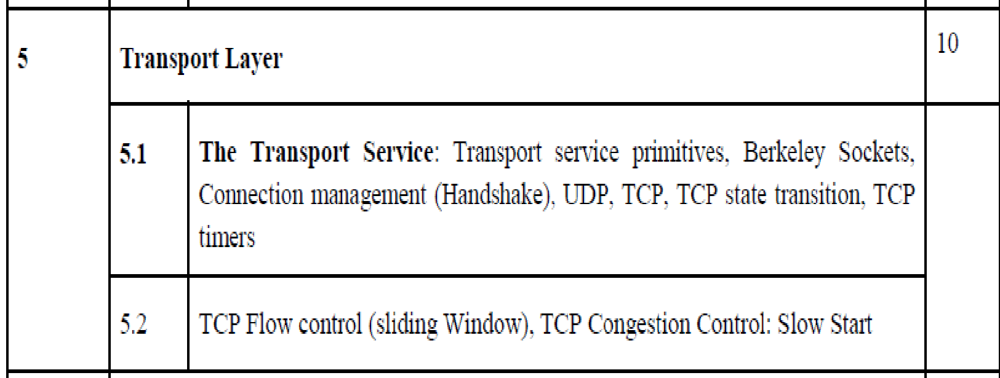 5 Transport Layer 10
5.1 The Transport Service: Transport service primitives, Berkeley Sockets,
Connection management (Handshake), UDP, TCP, TCP state transition, TCP
timers
5.2 TCP Flow control (sliding Window), TCP Congestion Control: Slow Start